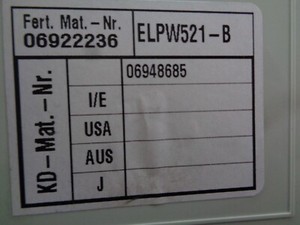 Fert. Mat.-Nr.
06922236
ELPW521-B
KD-Mat.-Nr.
06948685
I/E
USA
AUS
J